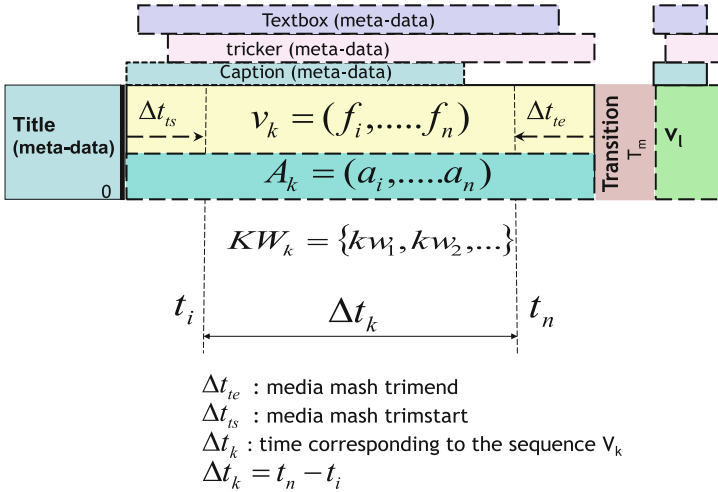 Textbox (meta-data)
tricker (meta-data)
Caption (meta-data)
Title
(meta-data)
0
Δt_ts
v_k = (f_i,.....f_n)
Δt_te
A_k = (a_i,.....a_n)
Transition
T_m
v_l
KW_k = {kw_1, kw_2,...}
t_i
Δt_k
t_n
Δt_te : media mash trimend
Δt_ts : media mash trimstart
Δt_k : time corresponding to the sequence V_k
Δt_k = t_n − t_i